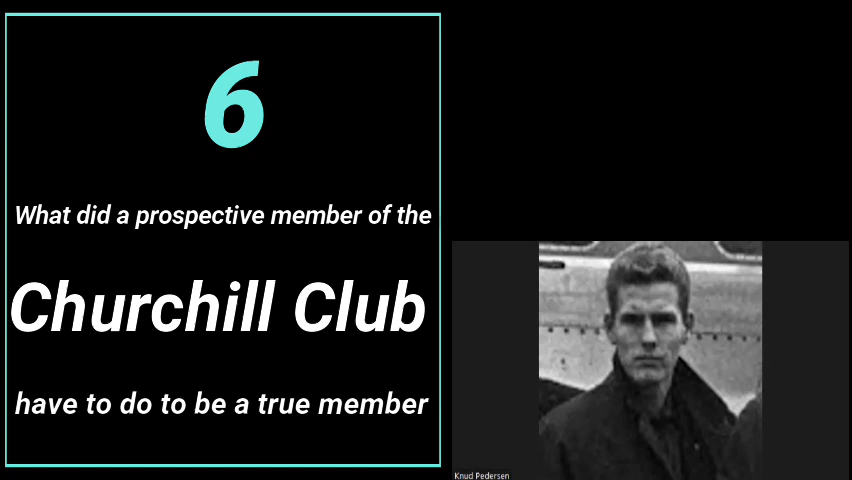 6
What did a prospective member of the
Churchill Club
have to do to be a true member
Knud Pedersen